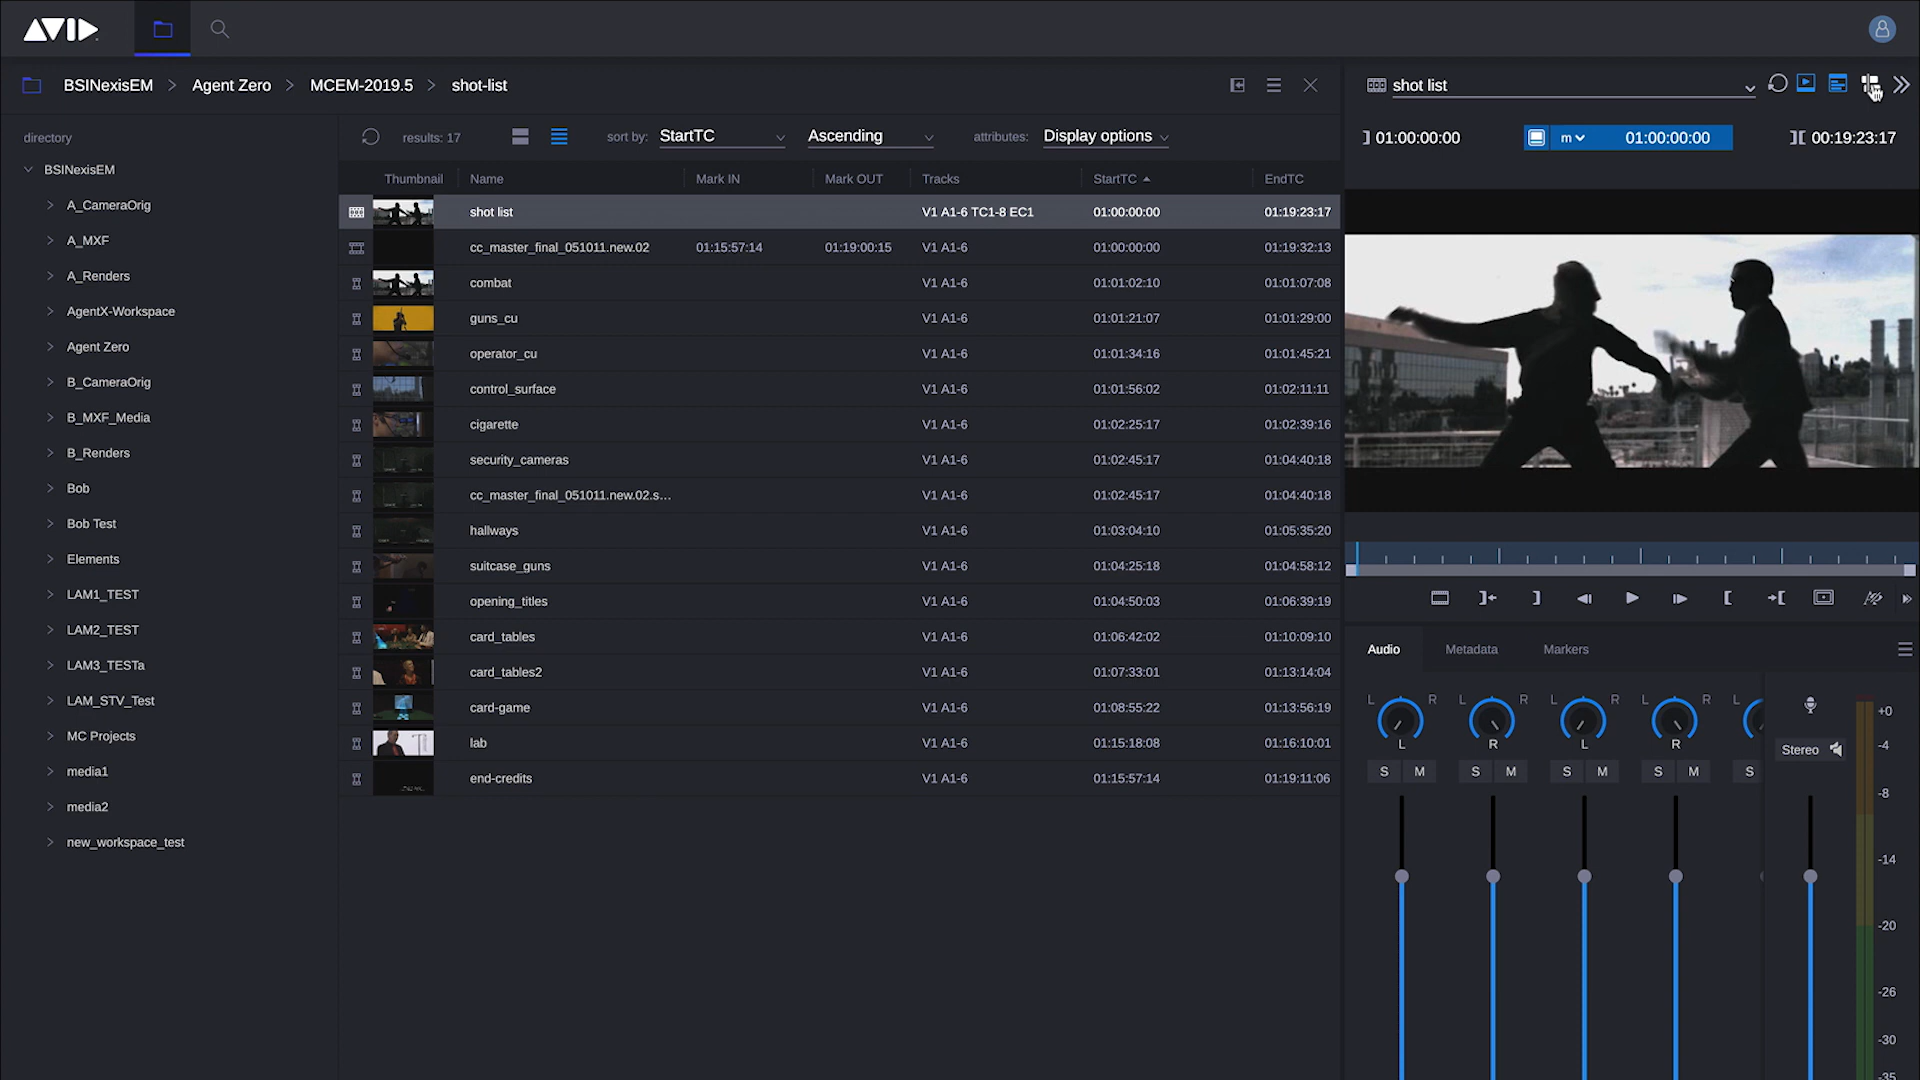 AVID
BSINexisEM > Agent Zero > MCEM-2019.5 > shot-list
shot list
directory
results: 17
sort by: StartTC
Ascending
attributes: Display options
01:00:00:00
m
01:00:00:00
00:19:23:17
BSINexisEM
A_CameraOrig
A_MXF
A_Renders
AgentX-Workspace
Agent Zero
B_CameraOrig
B_MXF_Media
B_Renders
Bob
Bob Test
Elements
LAM1_TEST
LAM2_TEST
LAM3_TESTa
LAM_STV_Test
MC Projects
media1
media2
new_workspace_test
Thumbnail Name Mark IN Mark OUT Tracks StartTC EndTC
shot list V1 A1-6 TC1-8 EC1 01:00:00:00 01:19:23:17
cc_master_final_051011.new.02 01:15:57:14 01:19:00:15 V1 A1-6 01:00:00:00 01:19:32:13
combat V1 A1-6 01:01:02:10 01:01:07:08
guns_cu V1 A1-6 01:01:21:07 01:01:29:00
operator_cu V1 A1-6 01:01:34:16 01:01:45:21
control_surface V1 A1-6 01:01:56:02 01:02:11:11
cigarette V1 A1-6 01:02:25:17 01:02:39:16
security_cameras V1 A1-6 01:02:45:17 01:04:40:18
cc_master_final_051011.new.02.s... V1 A1-6 01:02:45:17 01:04:40:18
hallways V1 A1-6 01:03:04:10 01:05:35:20
suitcase_guns V1 A1-6 01:04:25:18 01:04:58:12
opening_titles V1 A1-6 01:04:50:03 01:06:39:19
card_tables V1 A1-6 01:06:42:02 01:10:09:10
card_tables2 V1 A1-6 01:07:33:01 01:13:14:04
card-game V1 A1-6 01:08:55:22 01:13:56:19
lab V1 A1-6 01:15:18:08 01:16:10:01
end-credits V1 A1-6 01:15:57:14 01:19:11:06
Audio Metadata Markers
L R L R L R L R L
L R L R
S M S M S M S M S
Stereo
+0
-4
-8
-14
-20
-26
-30
-35